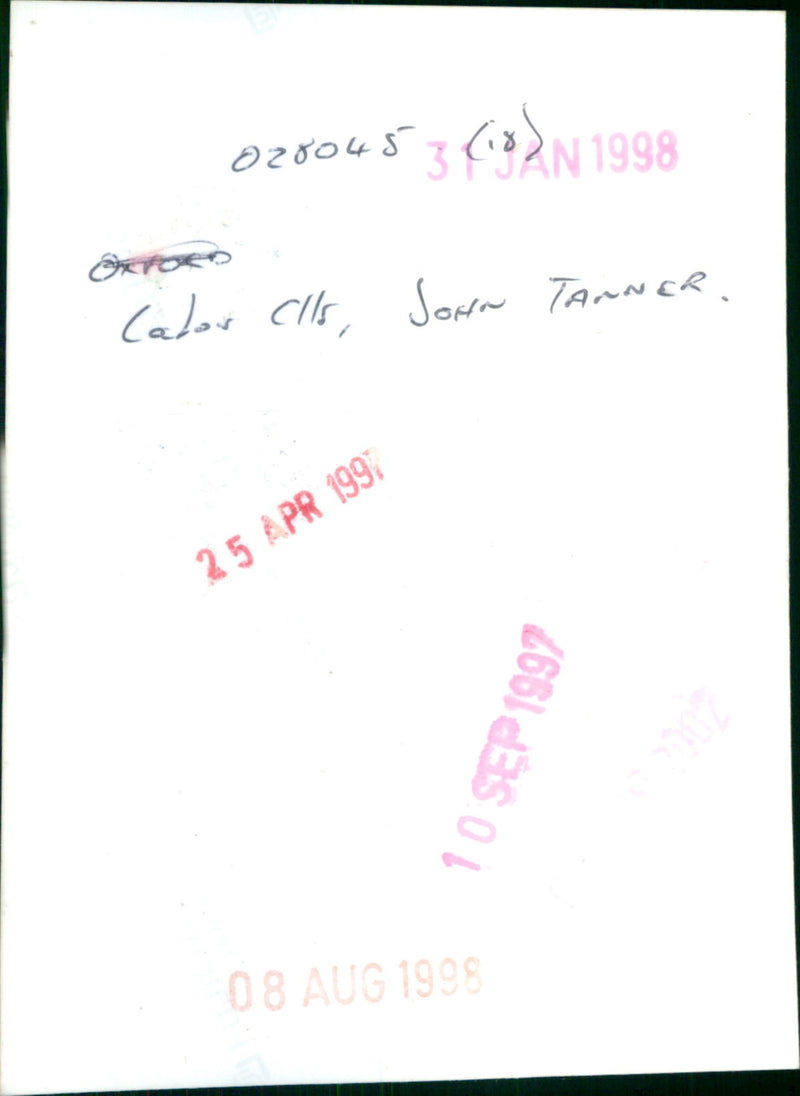 028045 (18)
31 JAN 1998
OXFORD
Labour Cllr, JOHN TANNER.
25 APR 1997
10 SEP 1997
2002
08 AUG 1998